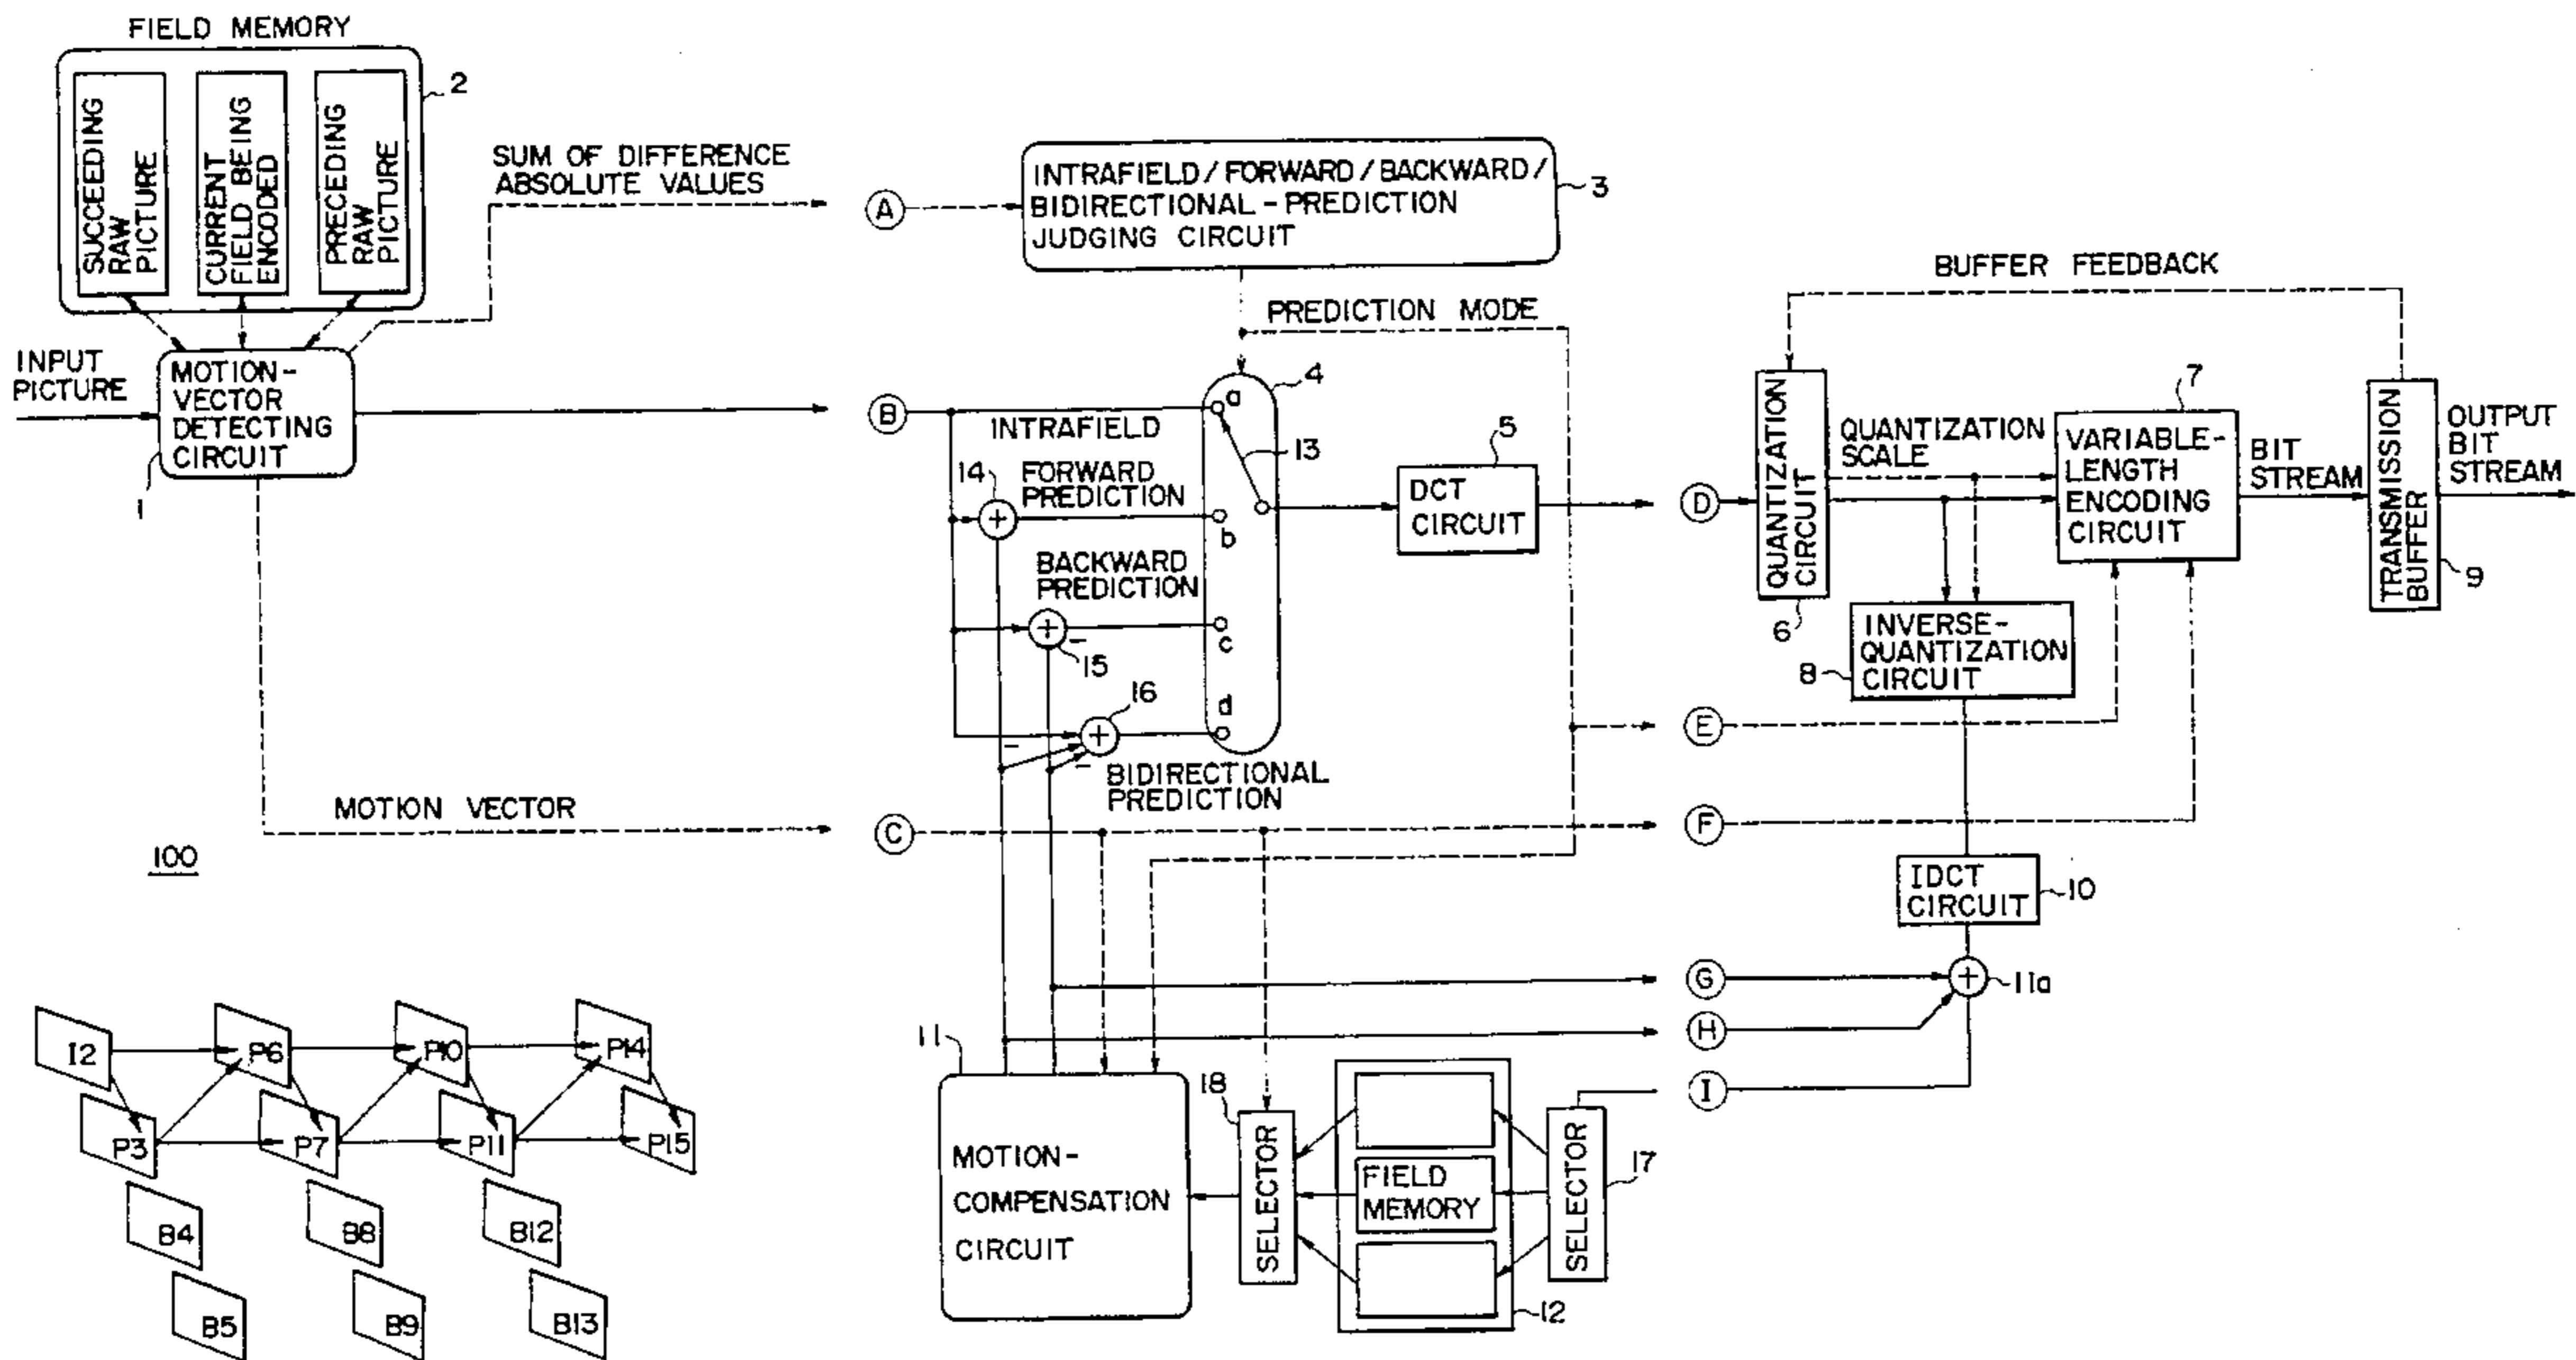 FIELD MEMORY
2
SUCCEEDING
RAW
PICTURE
CURRENT
FIELD BEING
ENCODED
PRECEDING
RAW
PICTURE
SUM OF DIFFERENCE
ABSOLUTE VALUES
A
INTRAFIELD/FORWARD/BACKWARD/
BIDIRECTIONAL-PREDICTION
JUDGING CIRCUIT
3
INPUT
PICTURE
MOTION-
VECTOR
DETECTING
CIRCUIT
1
B
PREDICTION MODE
4
a
INTRAFIELD
13
14
FORWARD
PREDICTION
+
b
BACKWARD
PREDICTION
+
-
15
c
16
d
+
-
-
BIDIRECTIONAL
PREDICTION
5
DCT
CIRCUIT
BUFFER FEEDBACK
D
QUANTIZATION
CIRCUIT
6
QUANTIZATION
SCALE
7
VARIABLE-
LENGTH
ENCODING
CIRCUIT
BIT
STREAM
TRANSMISSION
BUFFER
9
OUTPUT
BIT
STREAM
INVERSE-
QUANTIZATION
CIRCUIT
8
E
MOTION VECTOR
C
F
100
IDCT
CIRCUIT
10
G
+
11a
H
I
11
MOTION-
COMPENSATION
CIRCUIT
18
SELECTOR
FIELD
MEMORY
12
SELECTOR
17
I2
P6
P10
P14
P3
P7
P11
P15
B4
B8
B12
B5
B9
B13